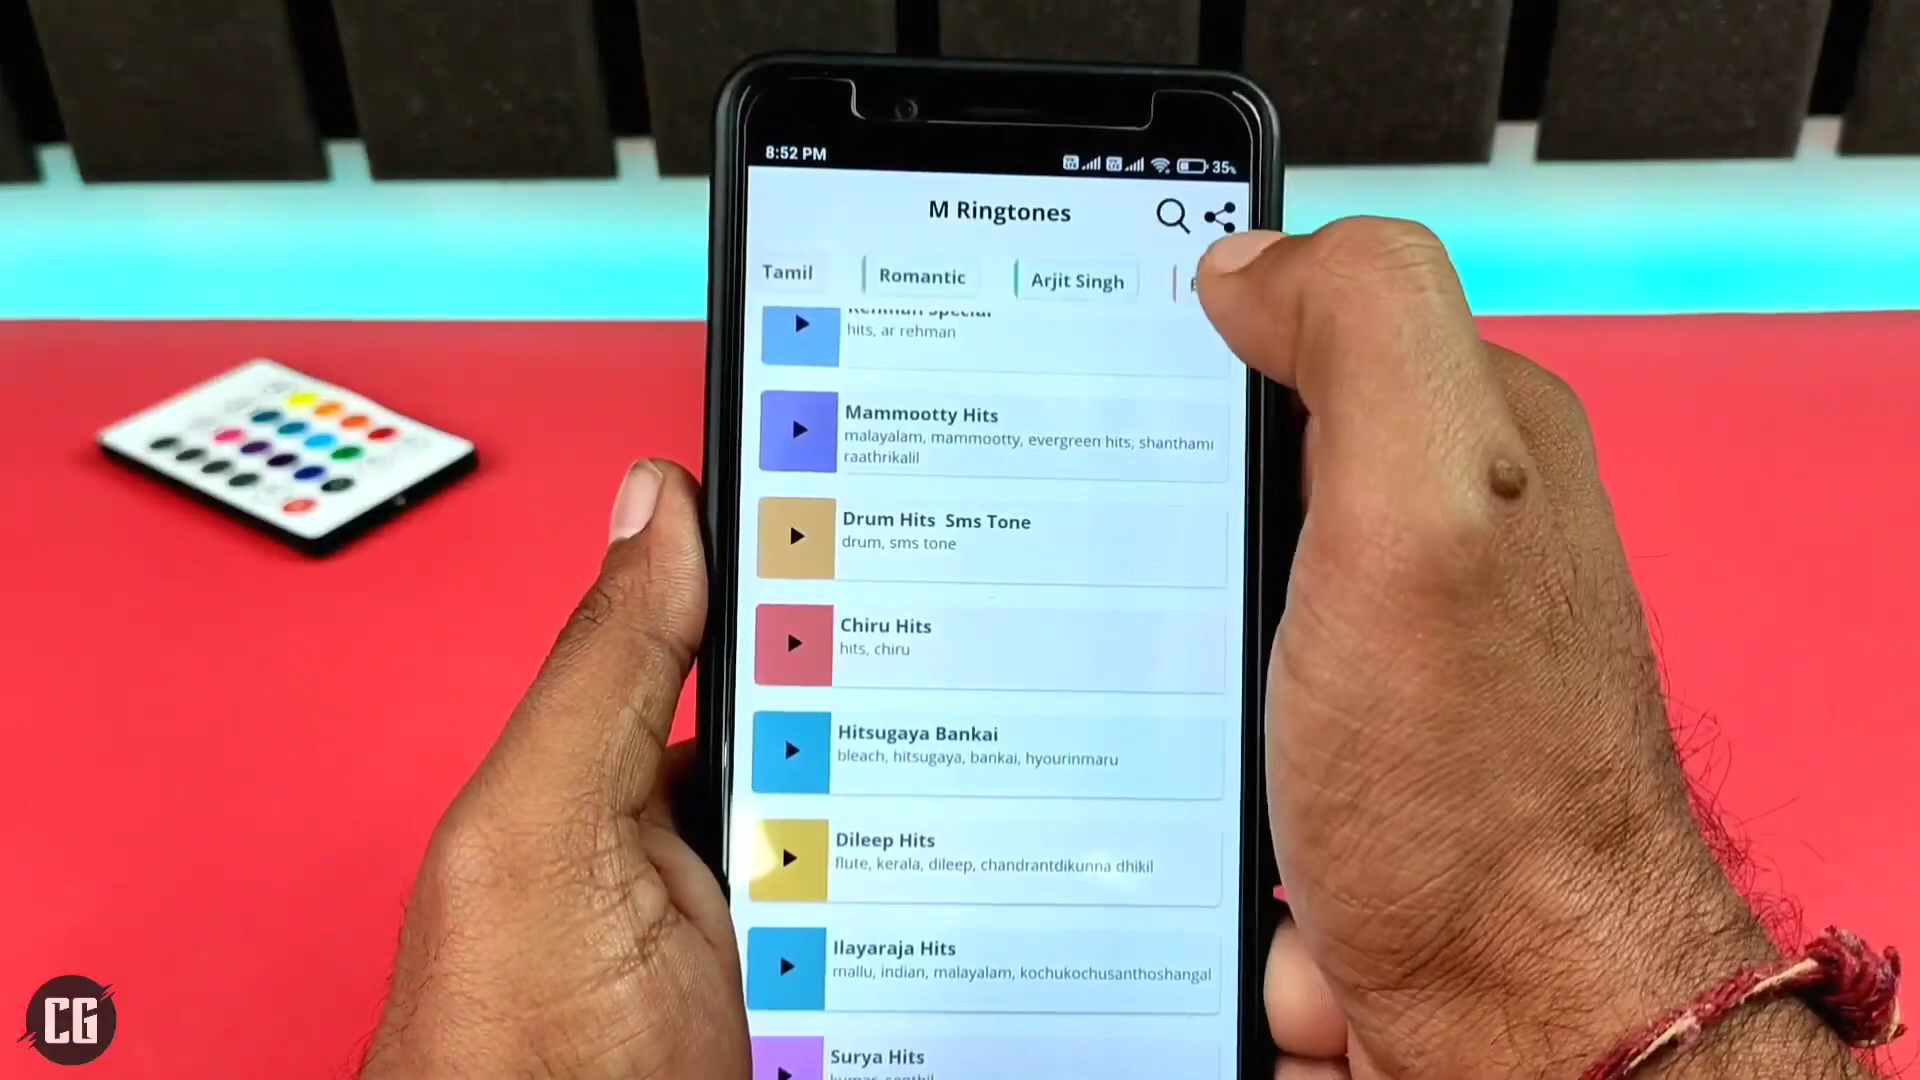 8:52 PM
35%
M Ringtones
Tamil
Romantic
Arjit Singh
Rehman Special
hits, ar rehman
Mammootty Hits
malayalam, mammootty, evergreen hits, shanthami
raathrikalil
Drum Hits Sms Tone
drum, sms tone
Chiru Hits
hits, chiru
Hitsugaya Bankai
bleach, hitsugaya, bankai, hyourinmaru
Dileep Hits
flute, kerala, dileep, chandrantdikunna dhikil
Ilayaraja Hits
mallu, indian, malayalam, kochukochusanthoshangal
Surya Hits
CG